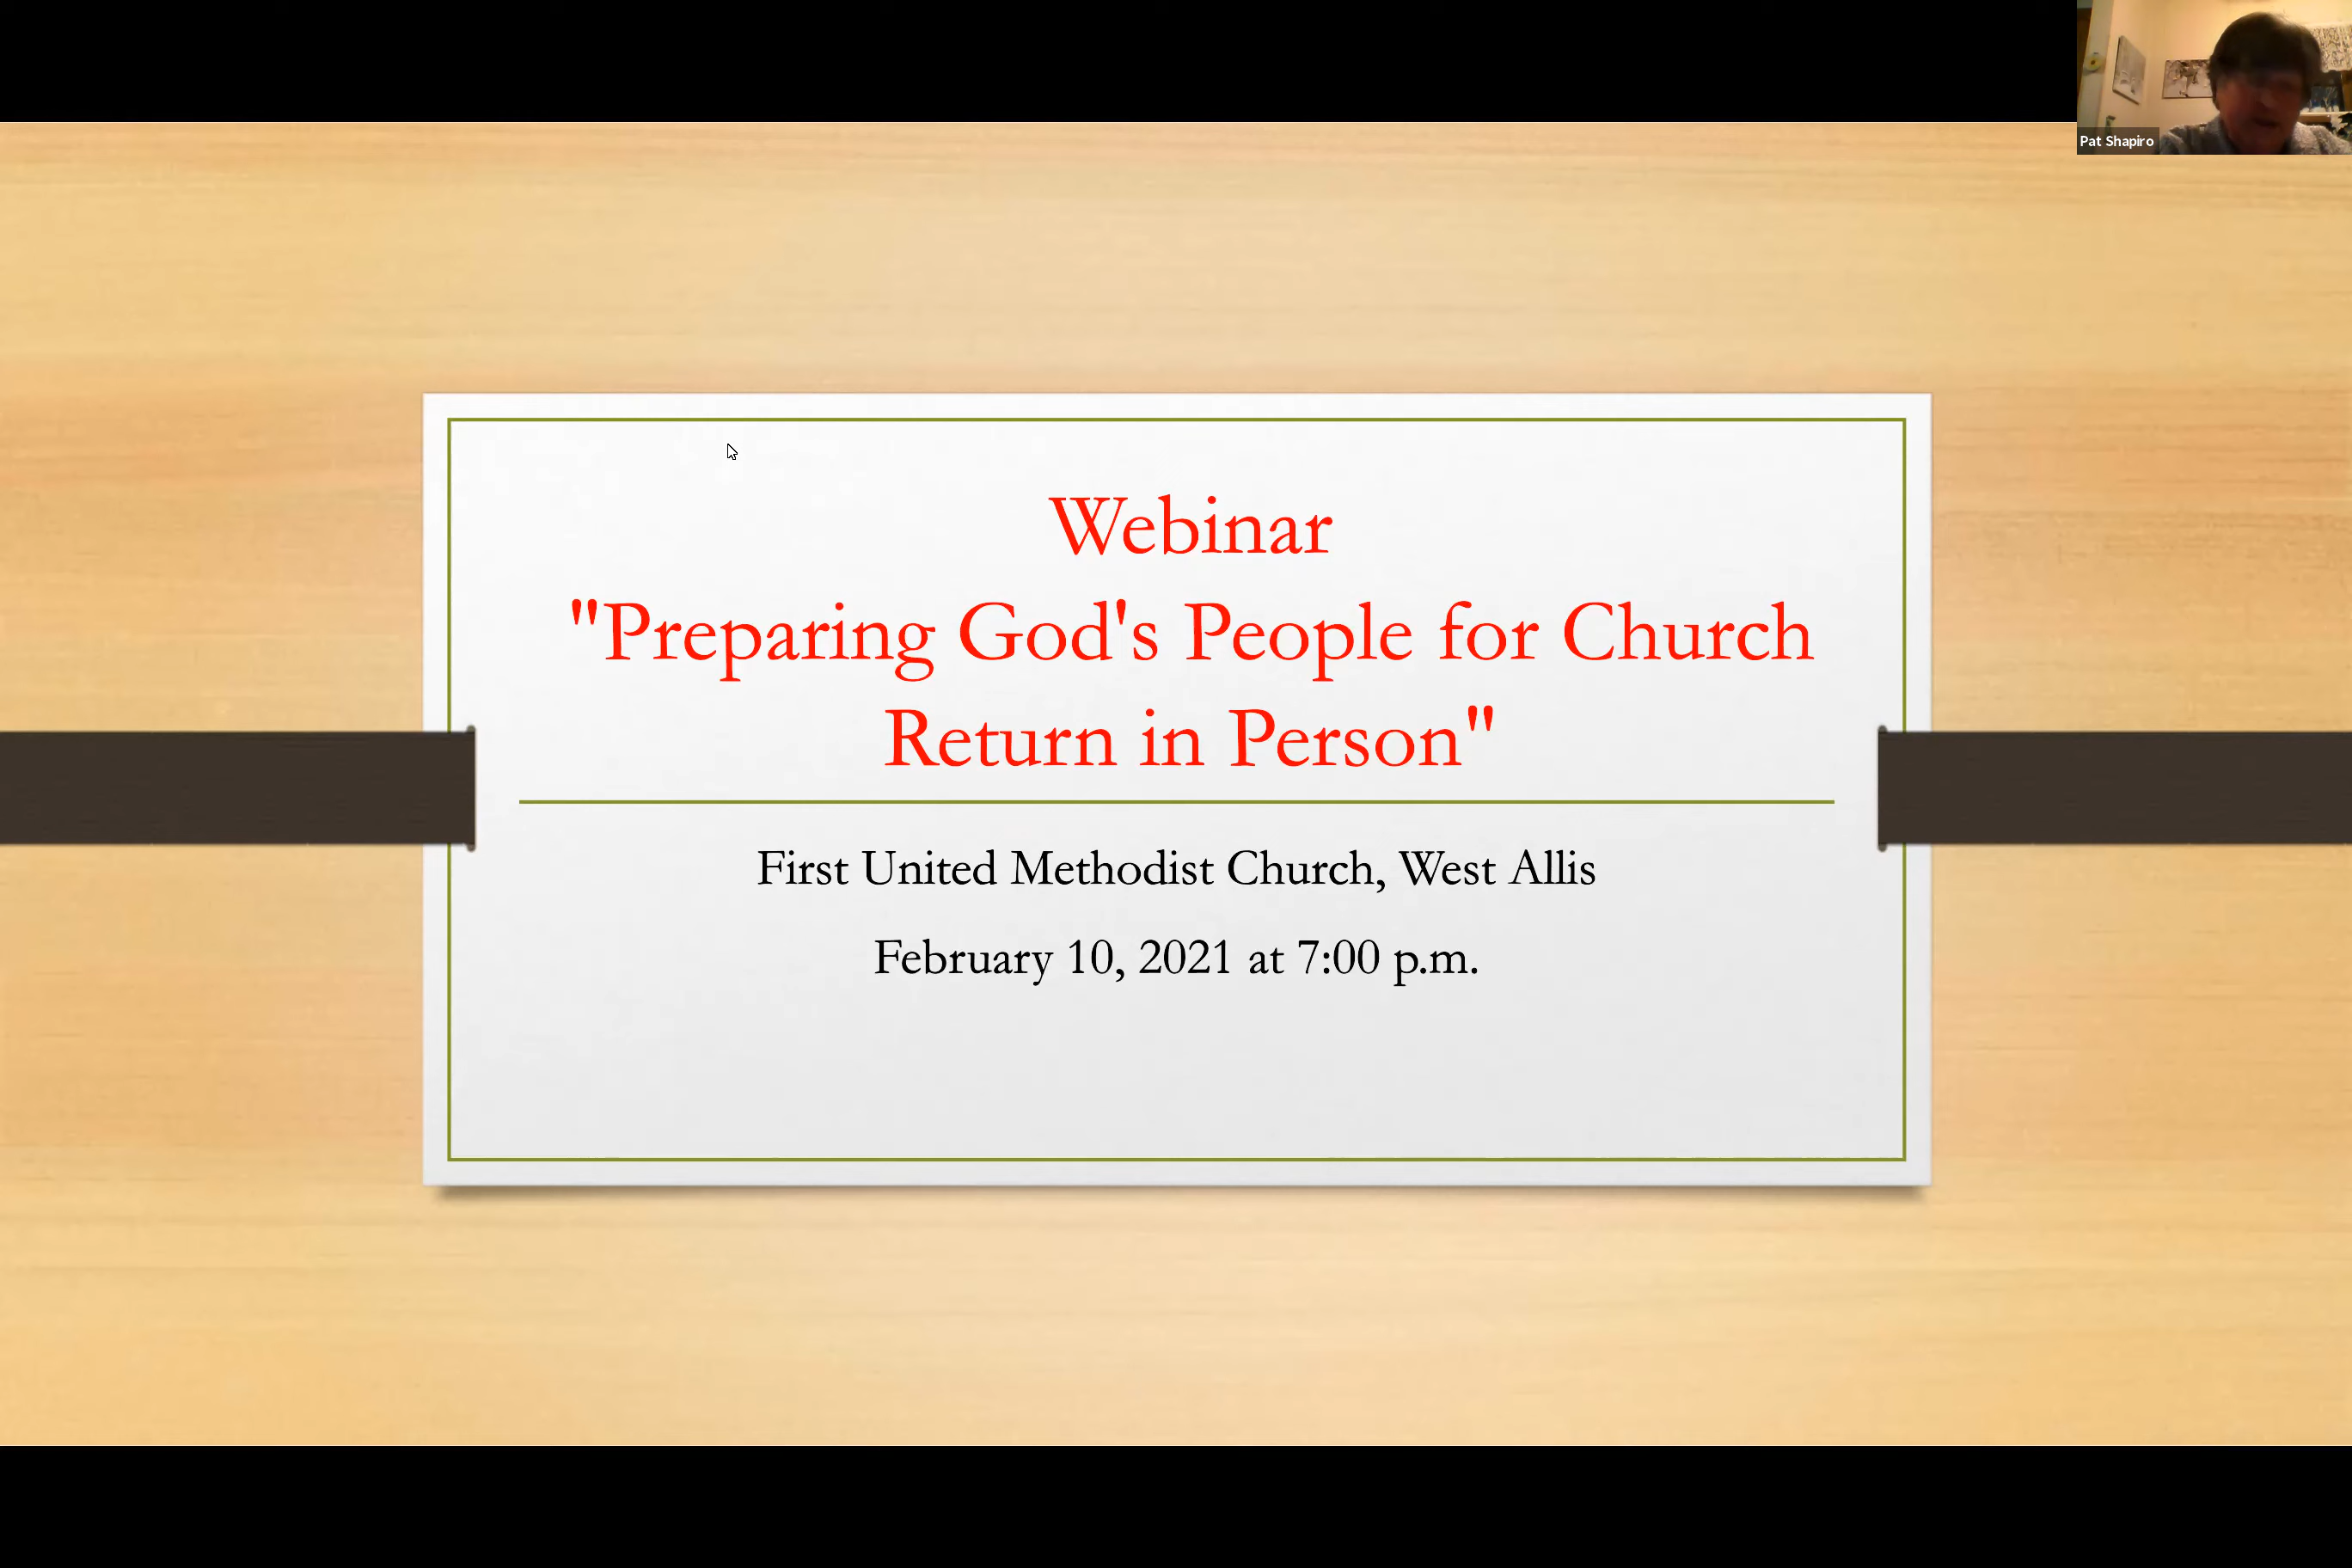 Pat Shapiro
Webinar
"Preparing God's People for Church
Return in Person"
First United Methodist Church, West Allis
February 10, 2021 at 7:00 p.m.